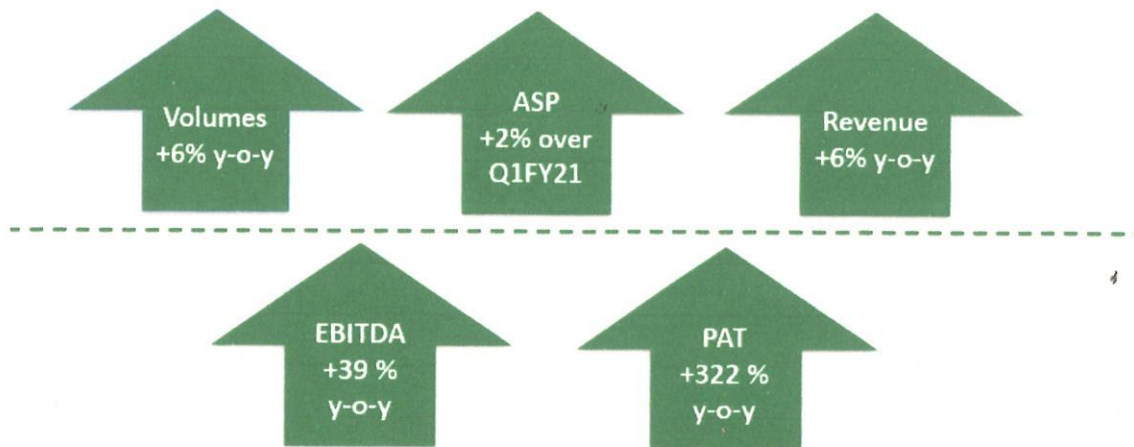 Volumes
+6% y-o-y
ASP
+2% over
Q1FY21
Revenue
+6% y-o-y
EBITDA
+39 %
y-o-y
PAT
+322 %
y-o-y